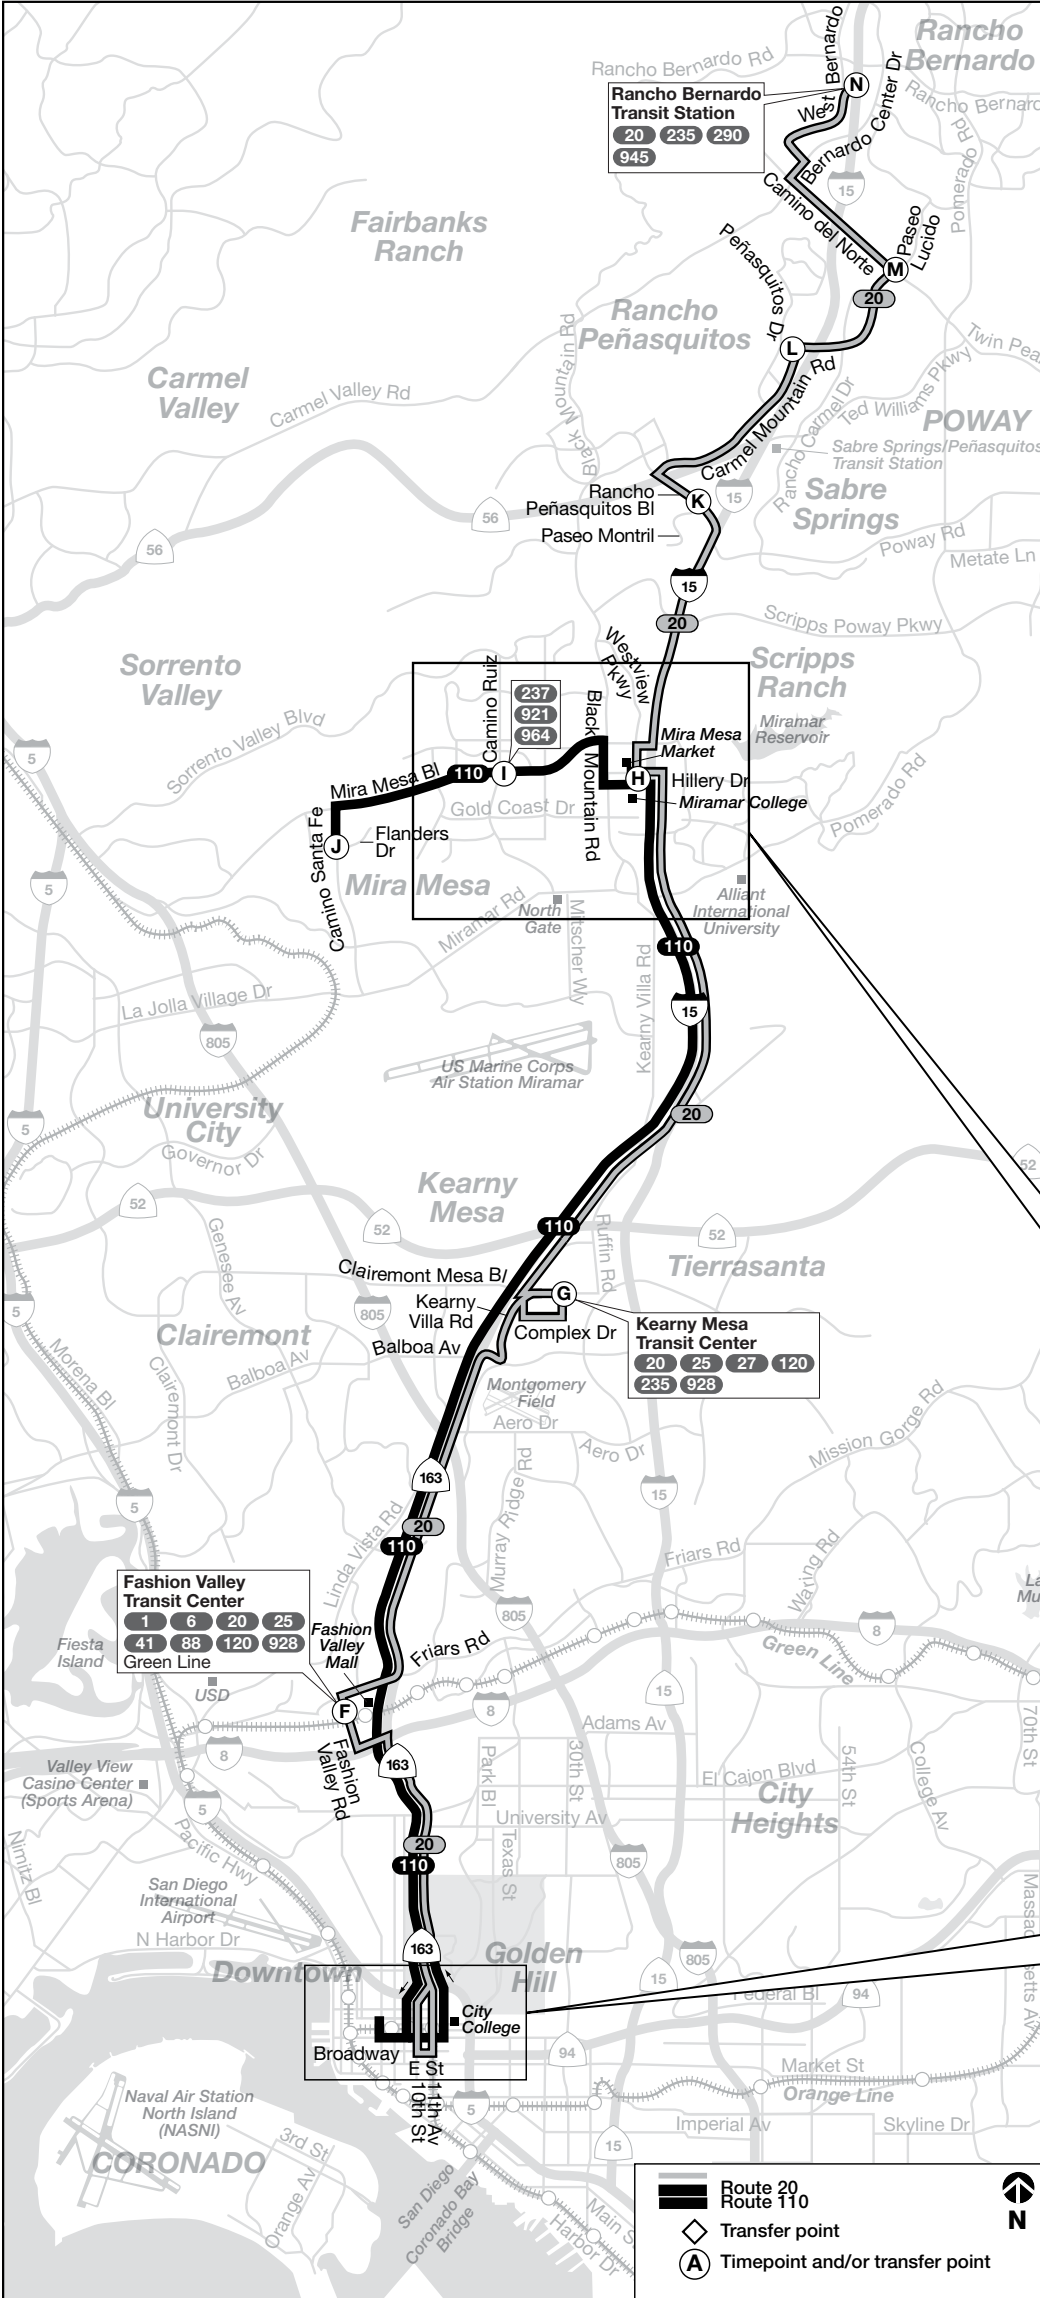 Rancho
Bernardo
Rancho Bernardo Rd
West Bernardo
Bernardo Center Dr
Rancho Bernardo
Pomerado Rd
N
Rancho Bernardo
Transit Station
20 235 290
945
15
Camino del Norte
Paseo
Lucido
M
20
Fairbanks
Ranch
Peñasquitos Dr
Rancho
Peñasquitos
L
Black Mountain Rd
Twin Pea
Carmel
Valley
Carmel Valley Rd
Carmel Mountain Rd
Rancho Carmel Dr
Ted Williams Pkwy
POWAY
Sabre Springs/Peñasquitos
Transit Station
Sabre
Springs
Rancho
Peñasquitos Bl
K
15
56
56
Paseo Montril
Poway Rd
Metate Ln
15
20
Scripps Poway Pkwy
Sorrento
Valley
Westview
Pkwy
Scripps
Ranch
Camino Ruiz
237
921
964
Black Mountain Rd
Mira Mesa
Market
Miramar
Reservoir
5
Sorrento Valley Blvd
Mira Mesa Bl
110
I
H
Hillery Dr
Miramar College
Pomerado Rd
Gold Coast Dr
Camino Santa Fe
J
Flanders
Dr
Mira Mesa
5
Miramar Rd
North
Gate
Mitscher Wy
Alliant
International
University
110
Kearny Villa Rd
La Jolla Village Dr
15
805
US Marine Corps
Air Station Miramar
University
City
5
20
Governor Dr
52
Kearny
Mesa
52
52
110
52
Genesee Av
Ruffin Rd
Tierrasanta
Clairemont Mesa Bl
G
5
805
Kearny
Villa Rd
Complex Dr
Kearny Mesa
Transit Center
20 25 27 120
235 928
Clairemont
Balboa Av
Morena Bl
Clairemont Dr
Balboa Av
Montgomery
Field
Aero Dr
Aero Dr
Mission Gorge Rd
163
5
15
20
110
Linda Vista Rd
Murray Ridge Rd
Friars Rd
Waring Rd
Fashion Valley
Transit Center
1 6 20 25
41 88 120 928
Green Line
Fashion
Valley
Mall
Fiesta
Island
805
8
Friars Rd
Green Line
USD
F
8
15
Adams Av
70th St
8
Fashion
Valley Rd
163
Valley View
Casino Center
(Sports Arena)
Park Bl
30th St
El Cajon Blvd
54th St
College Av
5
City
Heights
University Av
Pacific Hwy
Nimitz Bl
20
110
Texas St
805
San Diego
International
Airport
N Harbor Dr
163
Golden
Hill
805
15
Downtown
Federal Bl
94
City
College
Broadway
E St
94
10th St
11th Av
Market St
Orange Line
Naval Air Station
North Island
(NASNI)
5
Imperial Av
Skyline Dr
3rd St
15
CORONADO
Orange Av
San Diego
Coronado Bay
Bridge
Main S
Harbor Dr
Route 20
Route 110
Transfer point
A
Timepoint and/or transfer point
N